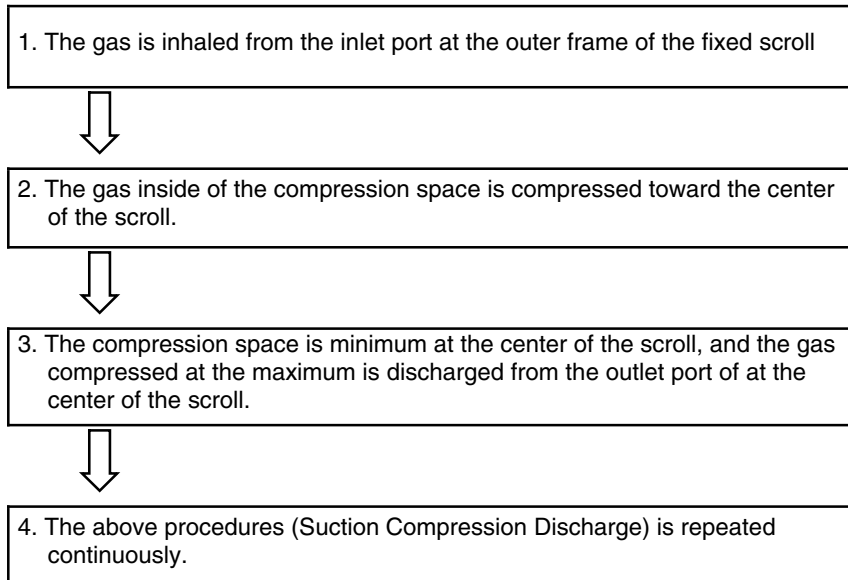 1. The gas is inhaled from the inlet port at the outer frame of the fixed scroll
2. The gas inside of the compression space is compressed toward the center
of the scroll.
3. The compression space is minimum at the center of the scroll, and the gas
compressed at the maximum is discharged from the outlet port of at the
center of the scroll.
4. The above procedures (Suction Compression Discharge) is repeated
continuously.